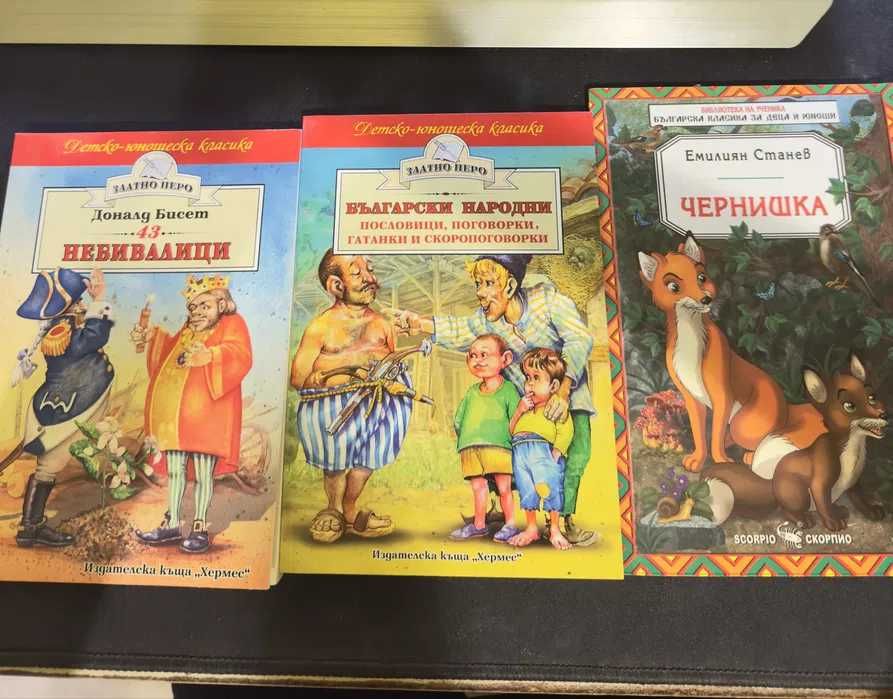 Детско-юношеска класика
ЗЛАТНО ПЕРО
Доналд Бисет
43
НЕБИВАЛИЦИ
Издателска къща „Хермес“
Детско-юношеска класика
ЗЛАТНО ПЕРО
БЪЛГАРСКИ НАРОДНИ
ПОСЛОВИЦИ, ПОГОВОРКИ,
ГАТАНКИ И СКОРОПОГОВОРКИ
Издателска къща „Хермес“
БИБЛИОТЕКА НА УЧЕНИКА
БЪЛГАРСКА КЛАСИКА ЗА ДЕЦА И ЮНОШИ
Емилиян Станев
ЧЕРНИШКА
SCORPIO СКОРПИО